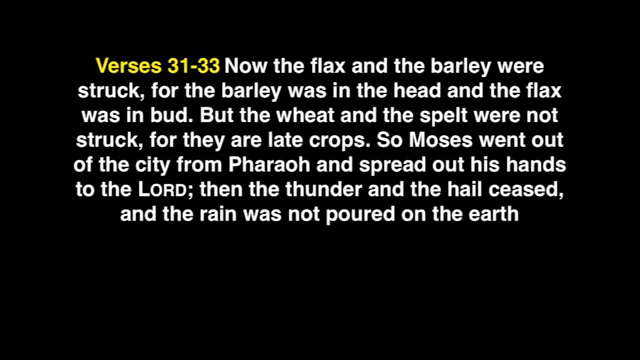 Verses 31-33 Now the flax and the barley were
struck, for the barley was in the head and the flax
was in bud. But the wheat and the spelt were not
struck, for they are late crops. So Moses went out
of the city from Pharaoh and spread out his hands
to the LORD; then the thunder and the hail ceased,
and the rain was not poured on the earth